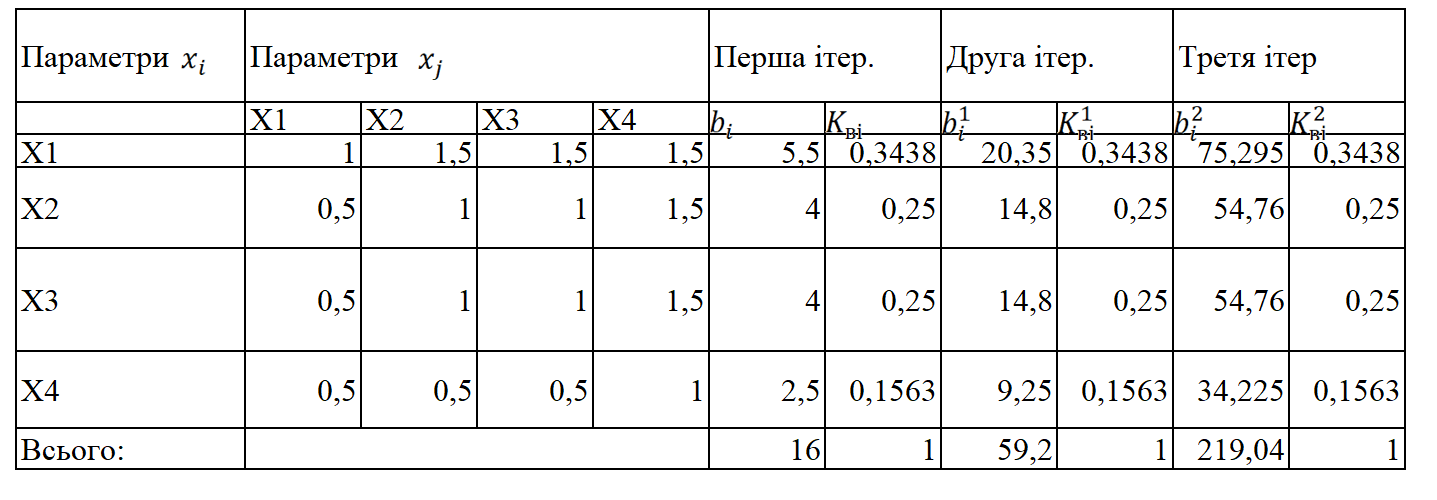 Параметри xᵢ Параметри xⱼ Перша ітер. Друга ітер. Третя ітер
X1 X2 X3 X4 bᵢ Kві bᵢ¹ Kві¹ bᵢ² Kві²
X1 1 1,5 1,5 1,5 5,5 0,3438 20,35 0,3438 75,295 0,3438
X2 0,5 1 1 1,5 4 0,25 14,8 0,25 54,76 0,25
X3 0,5 1 1 1,5 4 0,25 14,8 0,25 54,76 0,25
X4 0,5 0,5 0,5 1 2,5 0,1563 9,25 0,1563 34,225 0,1563
Всього: 16 1 59,2 1 219,04 1